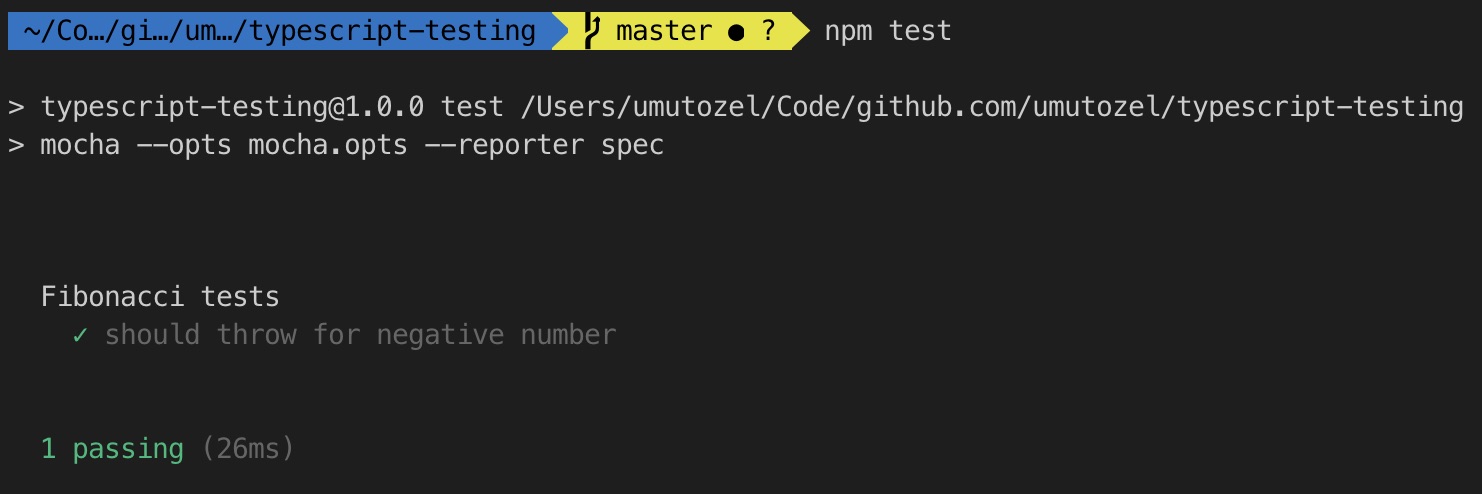 ~/Co…/gi…/um…/typescript-testing master ● ? npm test
> typescript-testing@1.0.0 test /Users/umutozel/Code/github.com/umutozel/typescript-testing
> mocha --opts mocha.opts --reporter spec
Fibonacci tests
✓ should throw for negative number
1 passing (26ms)